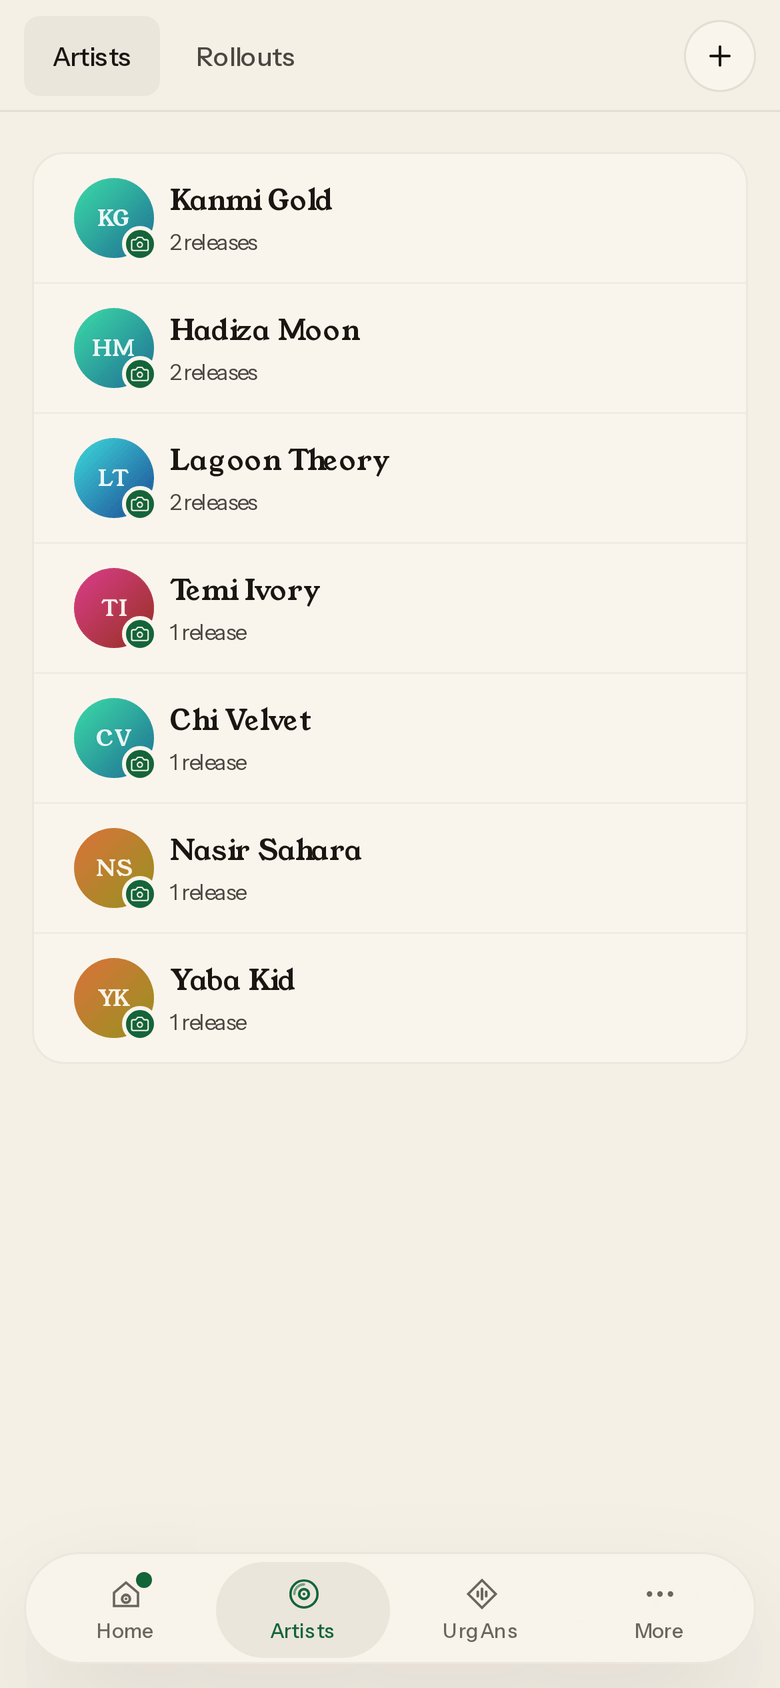 Artists
Rollouts
KG
Kanmi Gold
2 releases
HM
Hadiza Moon
2 releases
LT
Lagoon Theory
2 releases
TI
Temi Ivory
1 release
CV
Chi Velvet
1 release
NS
Nasir Sahara
1 release
YK
Yaba Kid
1 release
Home
Artists
UrgAns
More